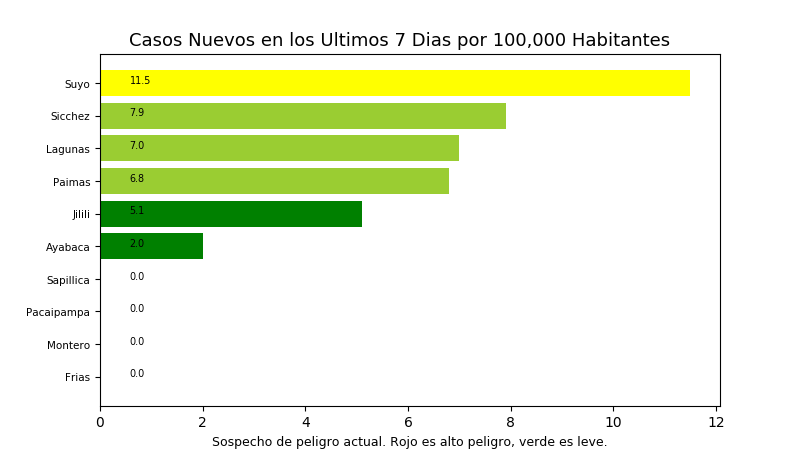 Casos Nuevos en los Ultimos 7 Dias por 100,000 Habitantes
Suyo 11.5
Sicchez 7.9
Lagunas 7.0
Paimas 6.8
Jilili 5.1
Ayabaca 2.0
Sapillica 0.0
Pacaipampa 0.0
Montero 0.0
Frias 0.0
0 2 4 6 8 10 12
Sospecho de peligro actual. Rojo es alto peligro, verde es leve.